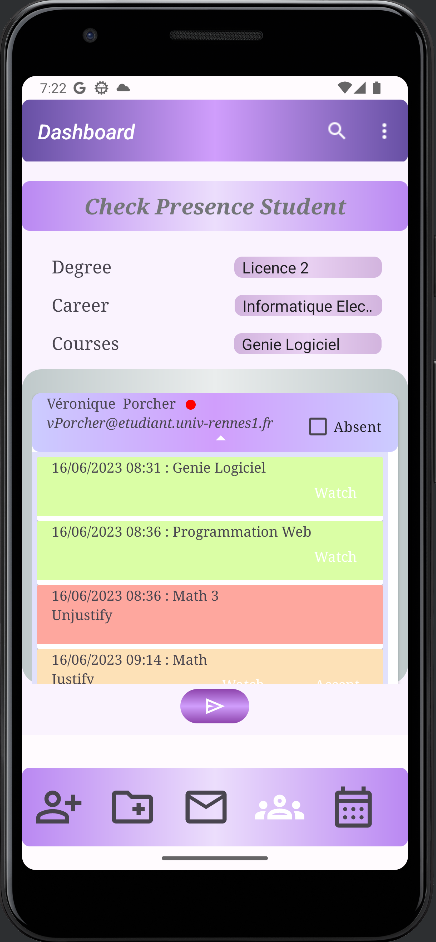 7:22 G
Dashboard
Check Presence Student
Degree Licence 2
Career Informatique Elec..
Courses Genie Logiciel
Véronique Porcher
vPorcher@etudiant.univ-rennes1.fr
Absent
16/06/2023 08:31 : Genie Logiciel
Watch
16/06/2023 08:36 : Programmation Web
Watch
16/06/2023 08:36 : Math 3
Unjustify
16/06/2023 09:14 : Math
Justify
Watch